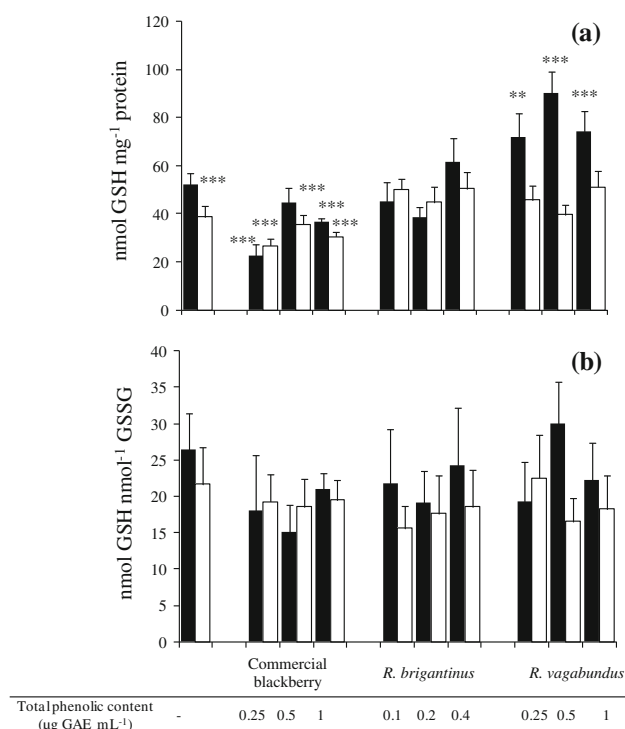 (a)
nmol GSH mg-1 protein
120
100
80
60
40
20
0
***
***
***
***
***
***
**
***
***
(b)
nmol GSH nmol-1 GSSG
40
35
30
25
20
15
10
5
0
Commercial blackberry
R. brigantinus
R. vagabundus
Total phenolic content (µg GAE mL-1)
- 0.25 0.5 1 0.1 0.2 0.4 0.25 0.5 1